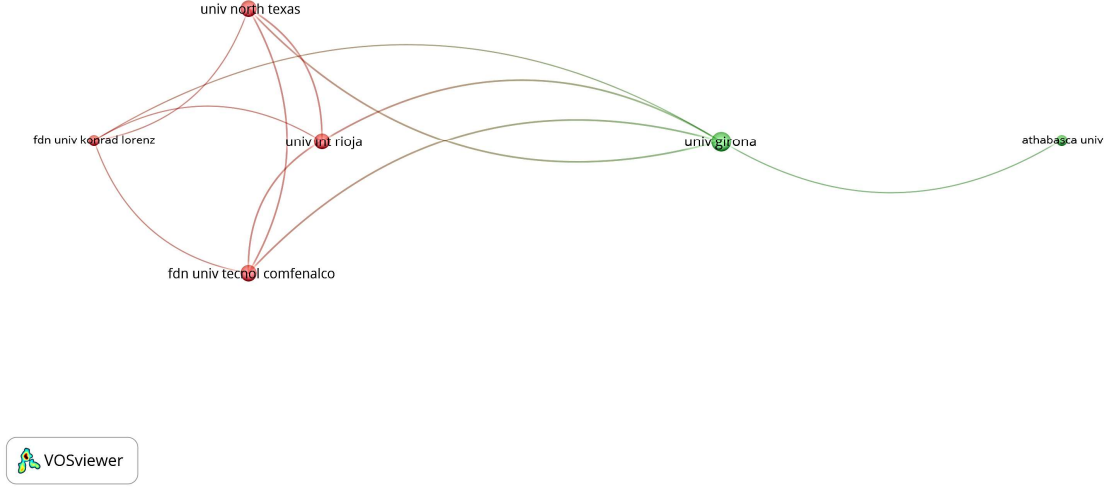 univ north texas
fdn univ konrad lorenz
univ int rioja
univ girona
athabasca univ
fdn univ tecnol comfenalco
VOSviewer